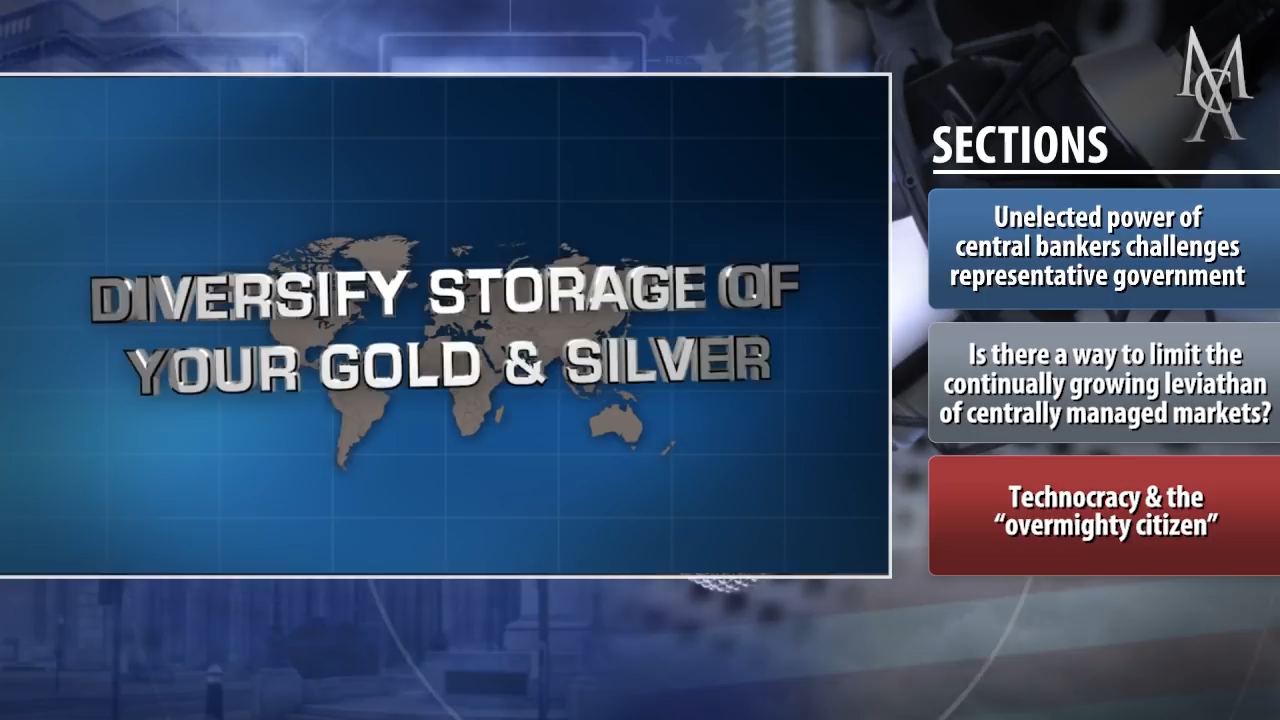 DIVERSIFY STORAGE OF
YOUR GOLD & SILVER
MCA
SECTIONS
Unelected power of
central bankers challenges
representative government
Is there a way to limit the
continually growing leviathan
of centrally managed markets?
Technocracy & the
“overmighty citizen”